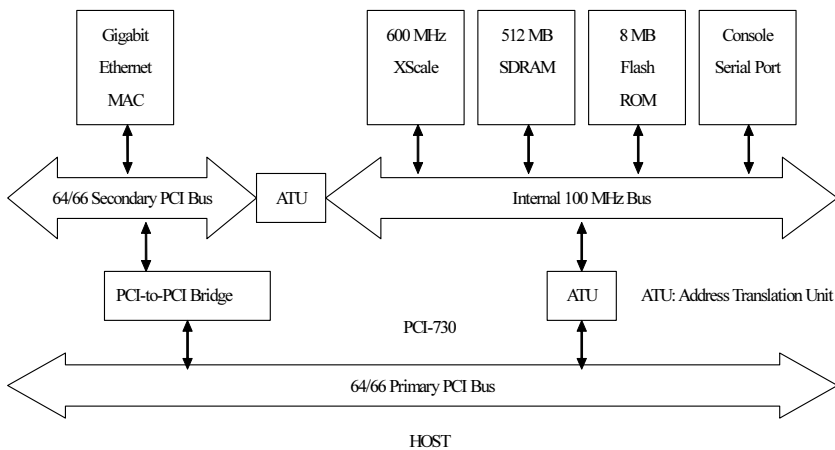 Gigabit
Ethernet
MAC
600 MHz
XScale
512 MB
SDRAM
8 MB
Flash
ROM
Console
Serial Port
64/66 Secondary PCI Bus
ATU
Internal 100 MHz Bus
PCI-to-PCI Bridge
ATU
ATU: Address Translation Unit
PCI-730
64/66 Primary PCI Bus
HOST